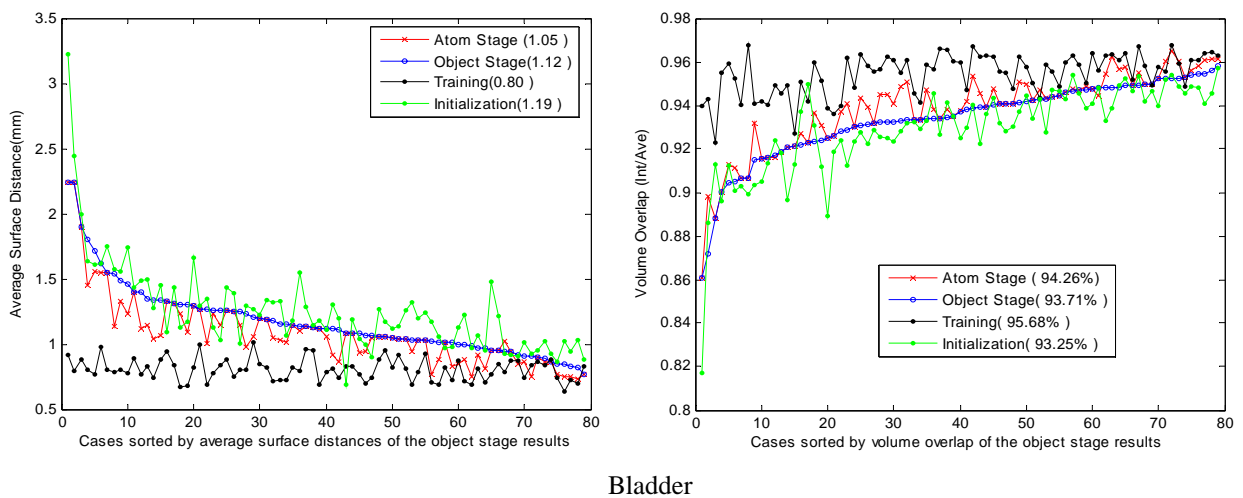 3.5
3
2.5
2
1.5
1
0.5
0 10 20 30 40 50 60 70 80
Average Surface Distance(mm)
Cases sorted by average surface distances of the object stage results
Atom Stage (1.05 )
Object Stage(1.12 )
Training(0.80 )
Initialization(1.19 )
0.98
0.96
0.94
0.92
0.9
0.88
0.86
0.84
0.82
0.8
0 10 20 30 40 50 60 70 80
Volume Overlap (Int/Ave)
Cases sorted by volume overlap of the object stage results
Atom Stage ( 94.26%)
Object Stage( 93.71% )
Training( 95.68% )
Initialization( 93.25% )
Bladder